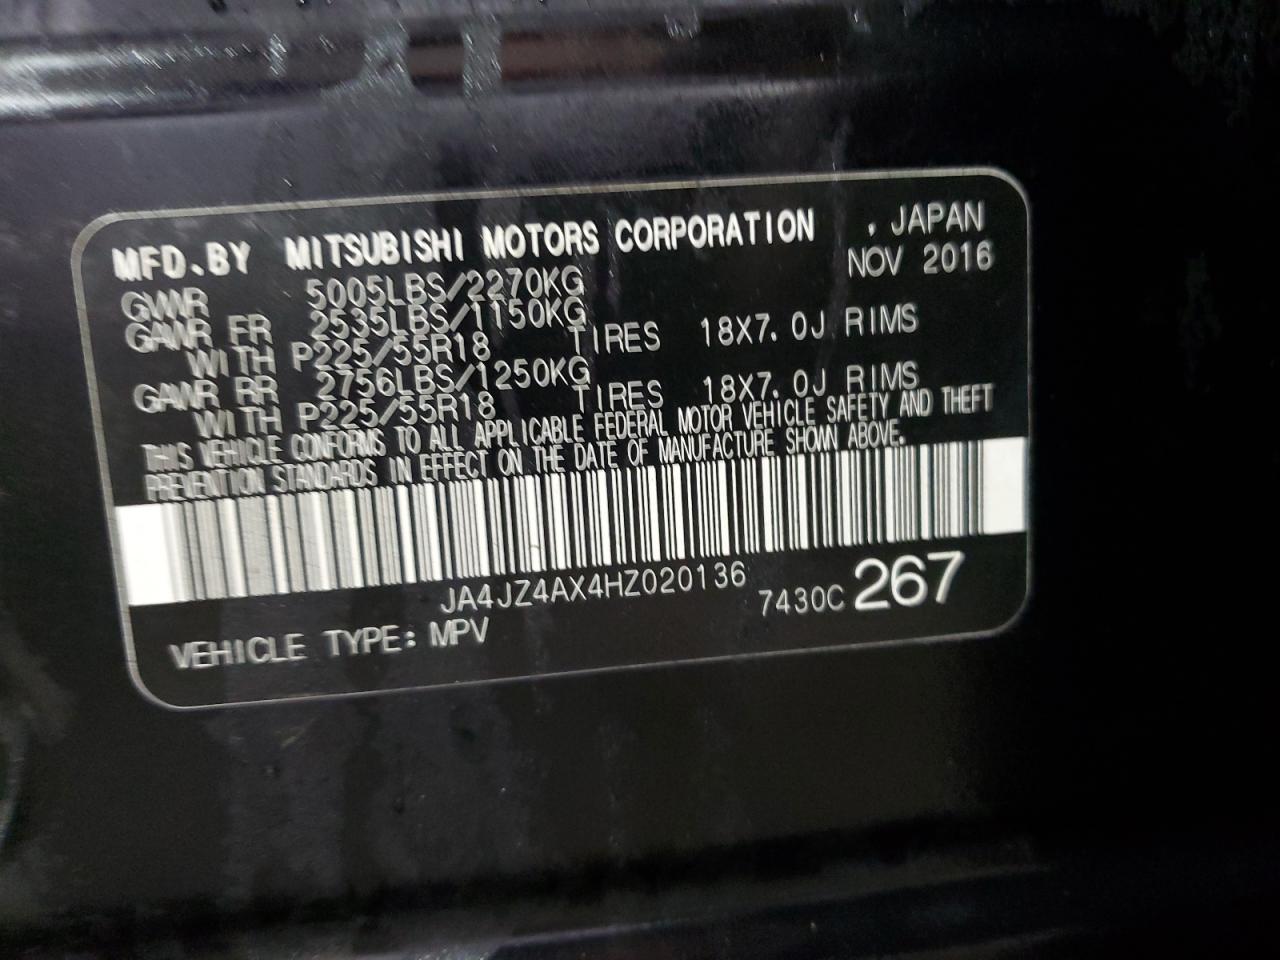 MFD.BY MITSUBISHI MOTORS CORPORATION , JAPAN
NOV 2016
GVWR 5005LBS/2270KG
GAWR FR 2535LBS/1150KG
WITH P225/55R18 TIRES 18X7.0J RIMS
GAWR RR 2756LBS/1250KG
WITH P225/55R18 TIRES 18X7.0J RIMS
THIS VEHICLE CONFORMS TO ALL APPLICABLE FEDERAL MOTOR VEHICLE SAFETY AND THEFT
PREVENTION STANDARDS IN EFFECT ON THE DATE OF MANUFACTURE SHOWN ABOVE.
JA4JZ4AX4HZ020136 7430C 267
VEHICLE TYPE: MPV